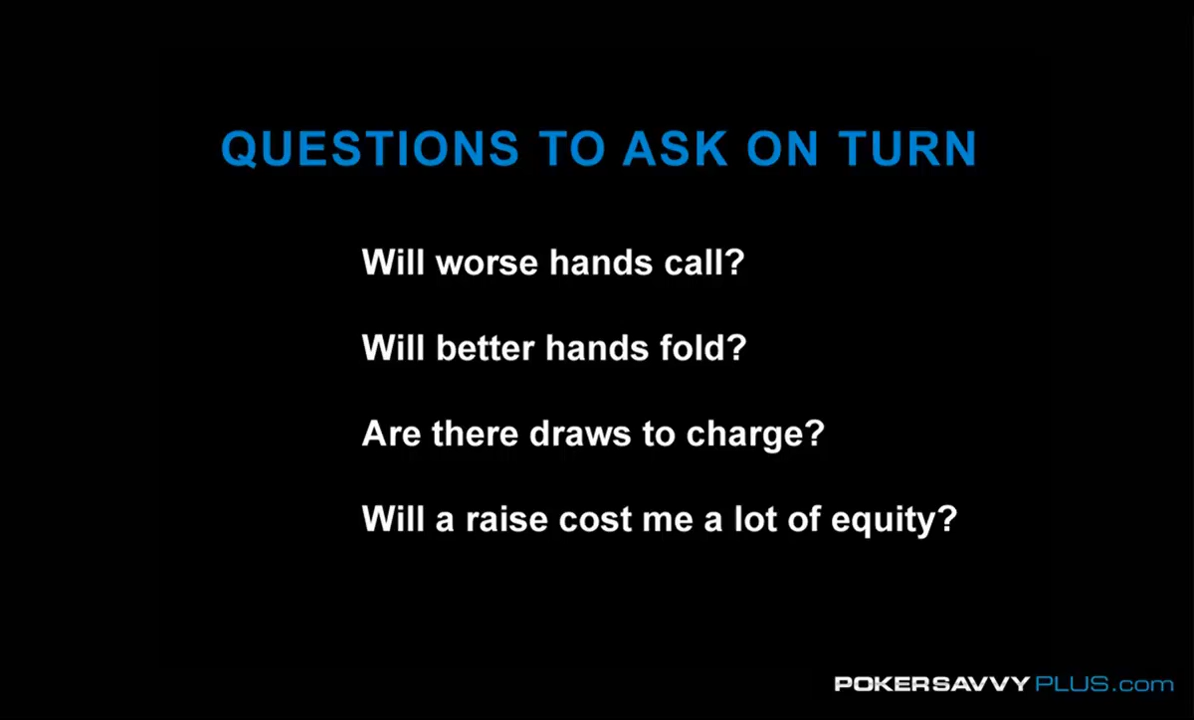 QUESTIONS TO ASK ON TURN
Will worse hands call?
Will better hands fold?
Are there draws to charge?
Will a raise cost me a lot of equity?
POKERSAVVYPLUS.com